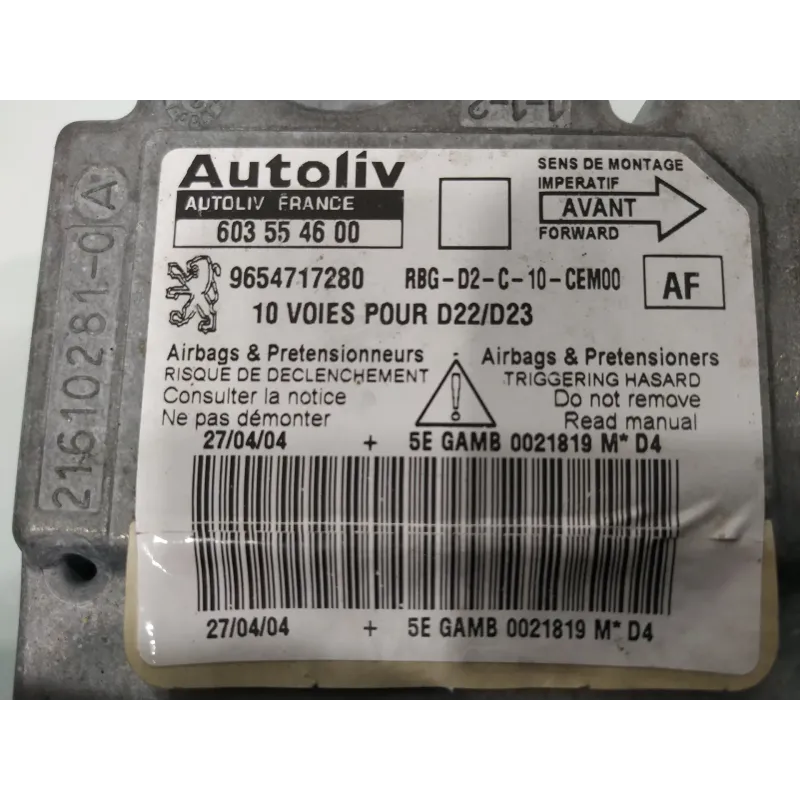 1-1-2
21610281-0 A
Autoliv
AUTOLIV FRANCE
603 55 46 00
SENS DE MONTAGE
IMPERATIF
AVANT
FORWARD
9654717280 RBG-D2-C-10-CEM00 AF
10 VOIES POUR D22/D23
Airbags & Pretensionneurs
RISQUE DE DECLENCHEMENT
Consulter la notice
Ne pas démonter
Airbags & Pretensioners
TRIGGERING HASARD
Do not remove
Read manual
27/04/04 + 5E GAMB 0021819 M* D4
27/04/04 + 5E GAMB 0021819 M* D4